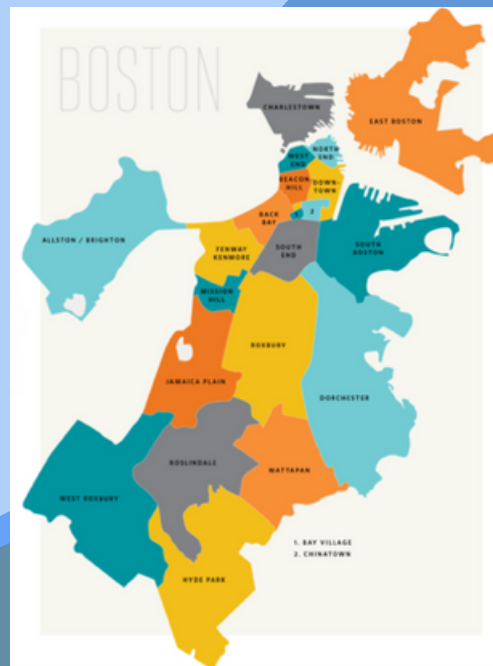 BOSTON
CHARLESTOWN
EAST BOSTON
NORTH
END
WEST
END
BEACON
HILL
DOWN-
TOWN
BACK
BAY
1
2
ALLSTON / BRIGHTON
FENWAY
KENMORE
SOUTH
END
SOUTH
BOSTON
MISSION
HILL
ROXBURY
JAMAICA PLAIN
DORCHESTER
ROSLINDALE
MATTAPAN
WEST ROXBURY
1. BAY VILLAGE
2. CHINATOWN
HYDE PARK